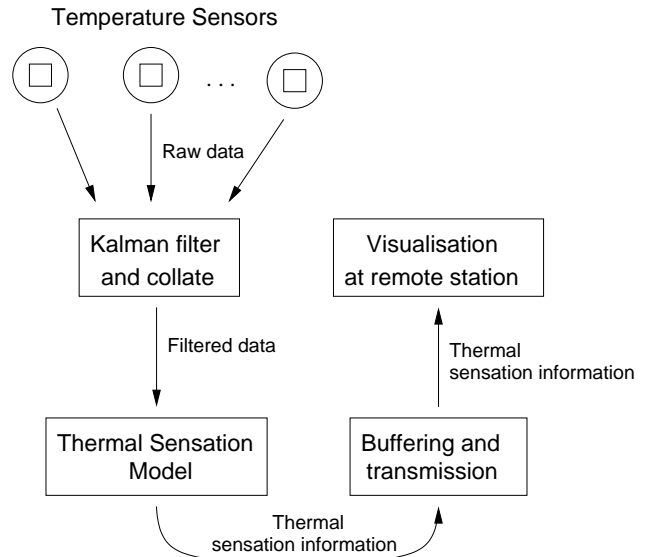 Temperature Sensors
. . .
Raw data
Kalman filter
and collate
Visualisation
at remote station
Filtered data
Thermal
sensation information
Thermal Sensation
Model
Buffering and
transmission
Thermal
sensation information